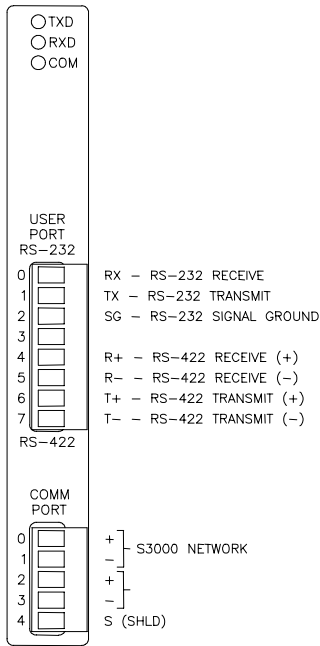 TXD
RXD
COM
USER
PORT
RS-232
0 RX - RS-232 RECEIVE
1 TX - RS-232 TRANSMIT
2 SG - RS-232 SIGNAL GROUND
3
4 R+ - RS-422 RECEIVE (+)
5 R- - RS-422 RECEIVE (-)
6 T+ - RS-422 TRANSMIT (+)
7 T- - RS-422 TRANSMIT (-)
RS-422
COMM
PORT
0 +
S3000 NETWORK
1 -
2 +
3 -
4 S (SHLD)